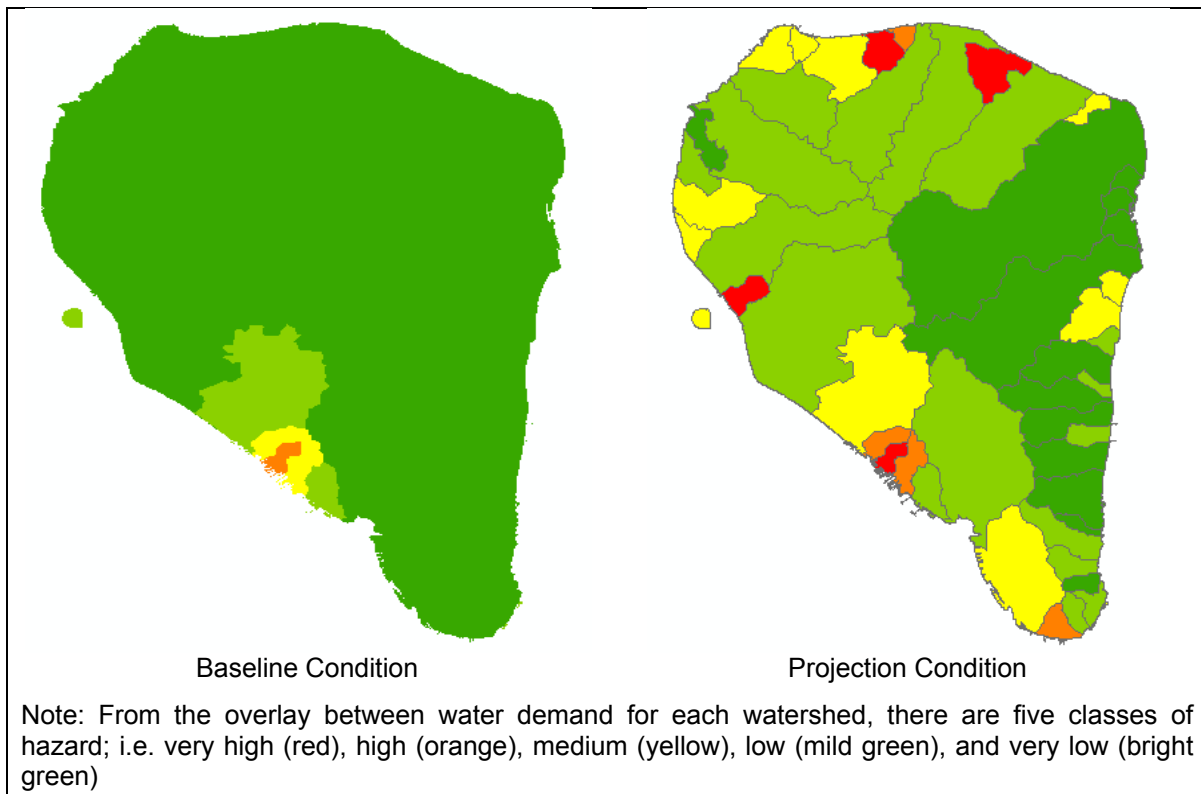 Baseline Condition
Projection Condition
Note: From the overlay between water demand for each watershed, there are five classes of
hazard; i.e. very high (red), high (orange), medium (yellow), low (mild green), and very low (bright
green)